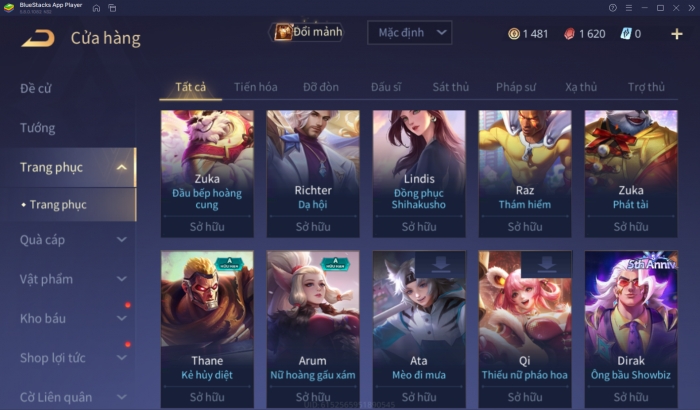 BlueStacks App Player
Cửa hàng
Đổi mảnh
Mặc định
1 481
1 620
0
Đề cử
Tướng
Trang phục
• Trang phục
Quà cáp
Vật phẩm
Kho báu
Shop lợi tức
Cờ Liên quân
Tất cả
Tiến hóa
Đỡ đòn
Đấu sĩ
Sát thủ
Pháp sư
Xạ thủ
Trợ thủ
Zuka
Đầu bếp hoàng
cung
Sở hữu
Richter
Dạ hội
Sở hữu
Lindis
Đồng phục
Shihakusho
Sở hữu
Raz
Thám hiểm
Sở hữu
Zuka
Phát tài
Sở hữu
A
HỮU HẠN
Thane
Kẻ hủy diệt
Sở hữu
A
HỮU HẠN
Arum
Nữ hoàng gấu xám
Sở hữu
Ata
Mèo đi mưa
Sở hữu
Qi
Thiếu nữ pháo hoa
Sở hữu
5th Anniv
Dirak
Ông bầu Showbiz
Sở hữu